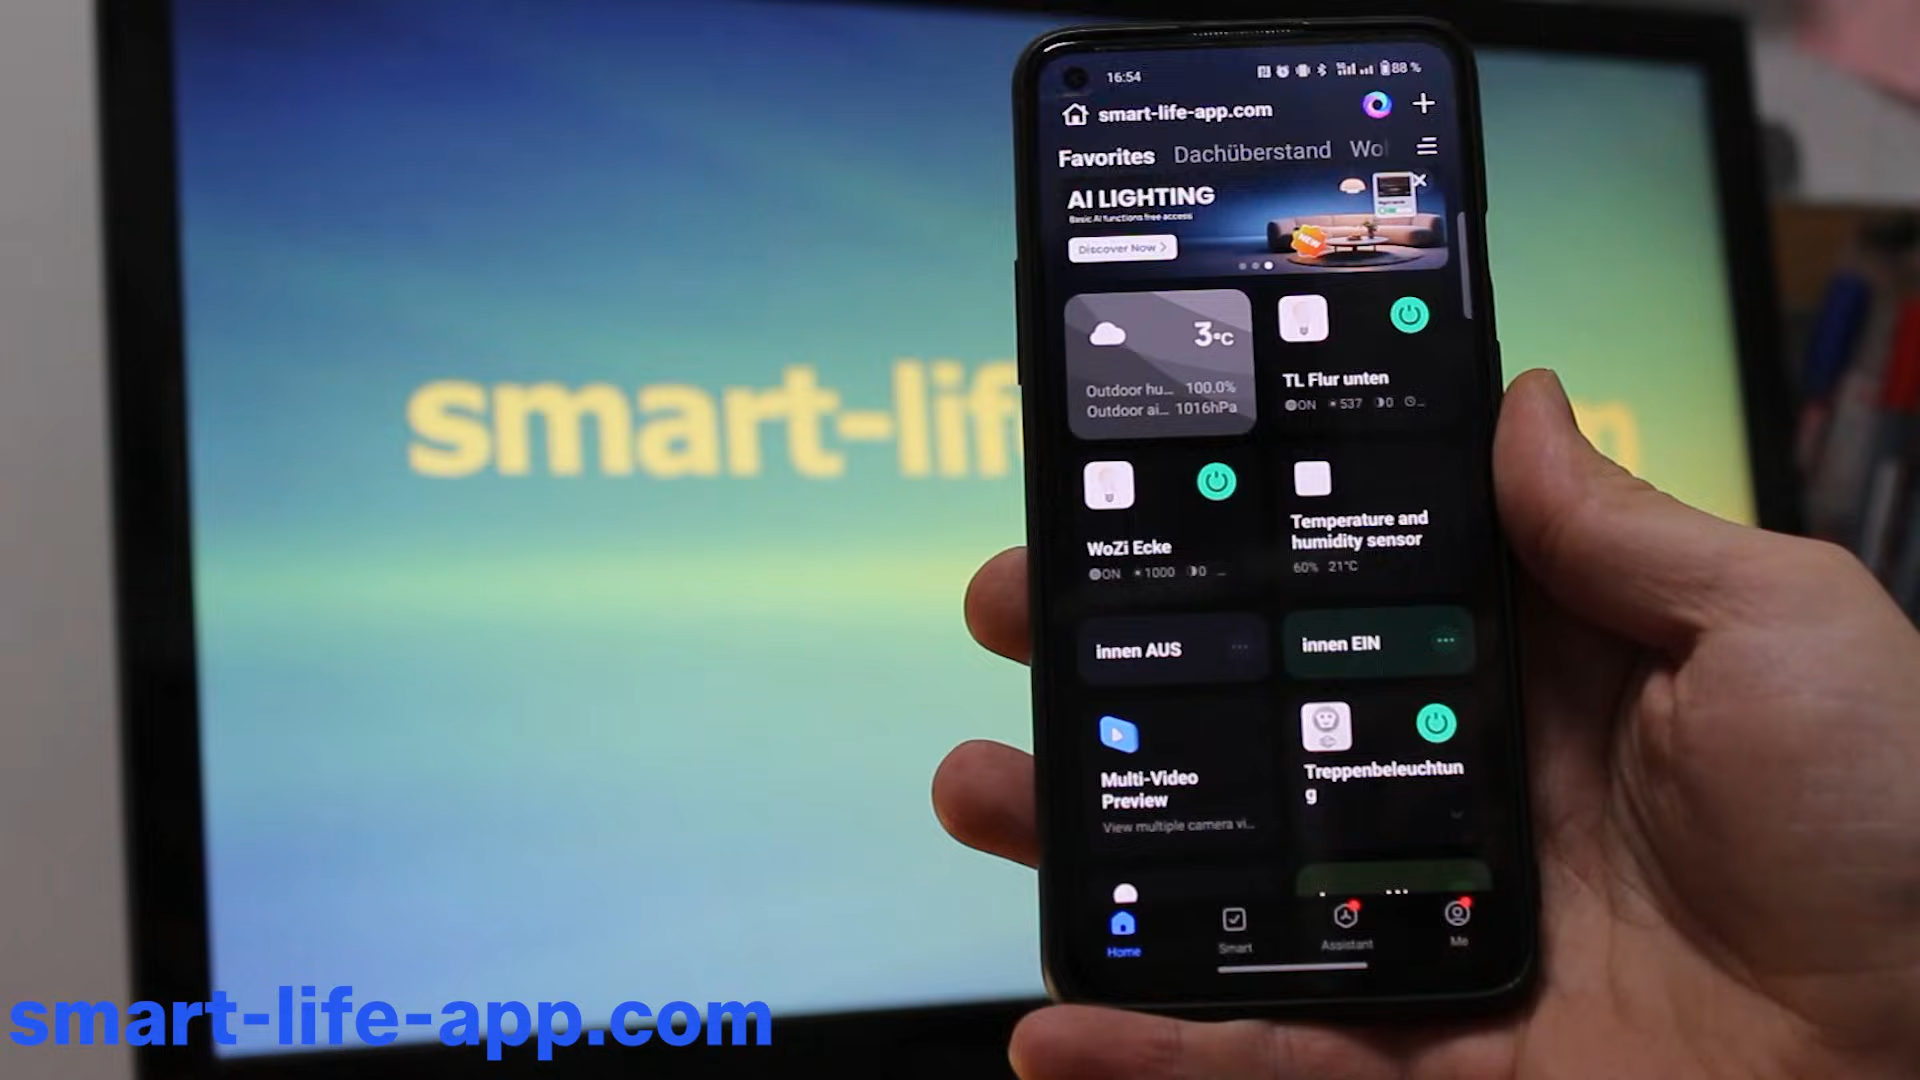 smart-lif
n
16:54
88 %
smart-life-app.com
Favorites Dachüberstand Wo
AI LIGHTING
Basic AI functions free access
Discover Now >
NEW
3°C
Outdoor hu... 100.0%
Outdoor ai... 1016hPa
TL Flur unten
ON 537 0 ...
WoZi Ecke
ON 1000 0 ...
Temperature and
humidity sensor
60% 21°C
innen AUS ...
innen EIN ...
Multi-Video
Preview
View multiple camera vi...
Treppenbeleuchtun
g
Home
Smart
Assistant
Me
smart-life-app.com